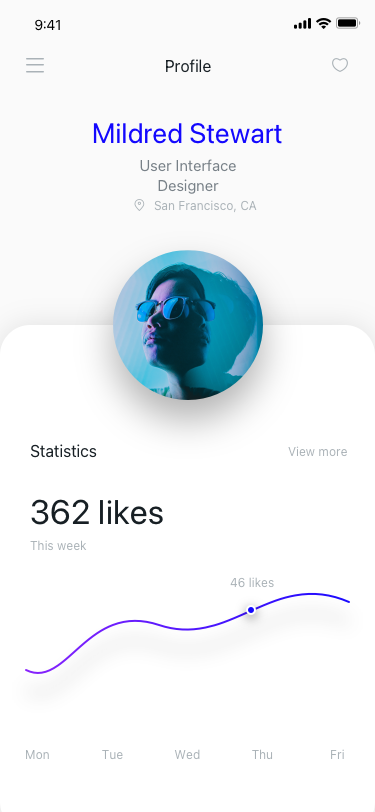 9:41
Profile
Mildred Stewart
User Interface
Designer
San Francisco, CA
Statistics
View more
362 likes
This week
46 likes
Mon Tue Wed Thu Fri